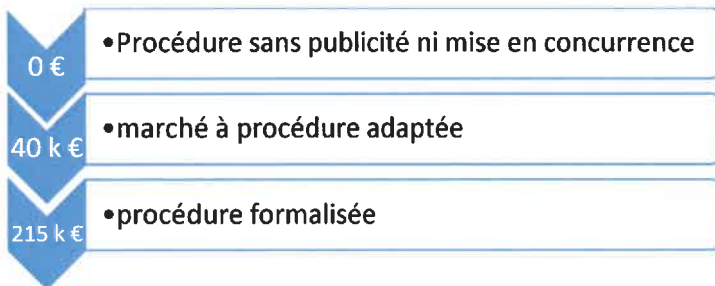 0 €
•Procédure sans publicité ni mise en concurrence
40 k €
•marché à procédure adaptée
215 k €
•procédure formalisée